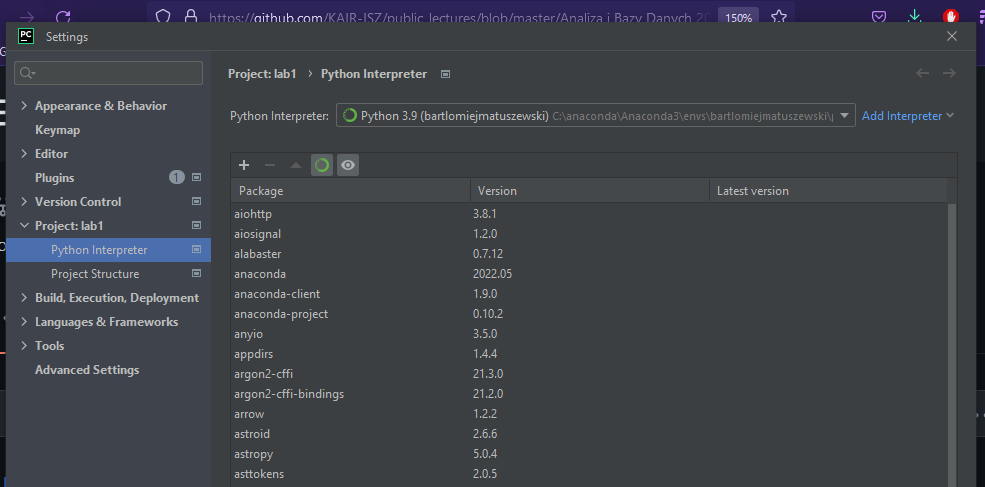 https://github.com/KAIR-ISZ/public_lectures/blob/master/Analiza i Bazy Danych 20
150%
PC
Settings
Project: lab1 › Python Interpreter
Appearance & Behavior
Keymap
Editor
Plugins 1
Version Control
Project: lab1
Python Interpreter
Project Structure
Build, Execution, Deployment
Languages & Frameworks
Tools
Advanced Settings
Python Interpreter: Python 3.9 (bartlomiejmatuszewski) C:\anaconda\Anaconda3\envs\bartlomiejmatuszewski\ Add Interpreter
Package Version Latest version
aiohttp 3.8.1
aiosignal 1.2.0
alabaster 0.7.12
anaconda 2022.05
anaconda-client 1.9.0
anaconda-project 0.10.2
anyio 3.5.0
appdirs 1.4.4
argon2-cffi 21.3.0
argon2-cffi-bindings 21.2.0
arrow 1.2.2
astroid 2.6.6
astropy 5.0.4
asttokens 2.0.5